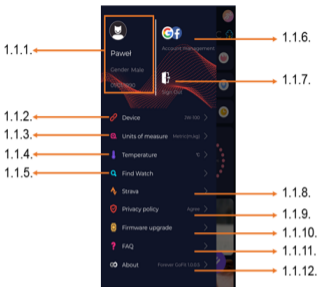 1.1.1.
Paweł
Gender Male
1.1.6.
Account management
1.1.7.
Sign Out
1.1.2.
Device
1.1.3.
Units of measure
1.1.4.
Temperature
°C
1.1.5.
Find Watch
Strava
1.1.8.
Privacy policy
Agree
1.1.9.
Firmware upgrade
1.1.10.
FAQ
1.1.11.
About
1.1.12.